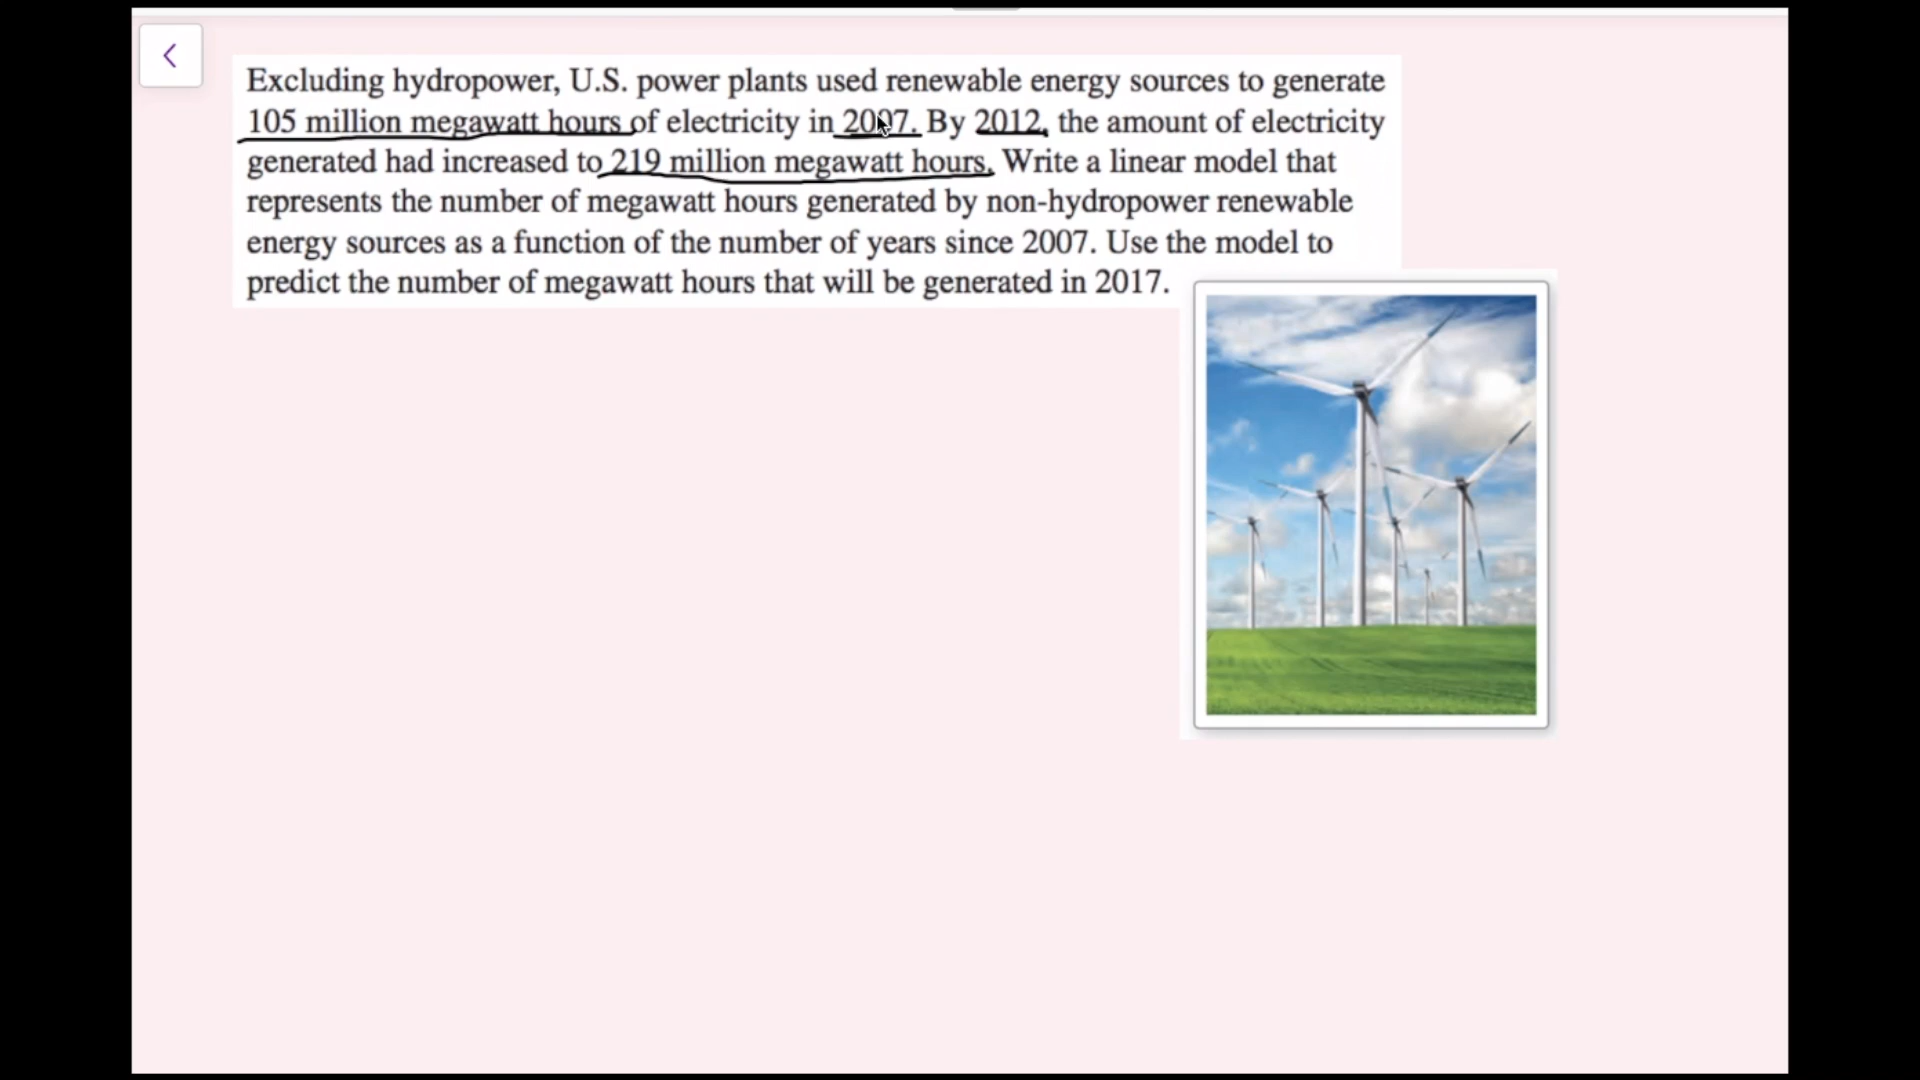 Excluding hydropower, U.S. power plants used renewable energy sources to generate
105 million megawatt hours of electricity in 2007. By 2012, the amount of electricity
generated had increased to 219 million megawatt hours. Write a linear model that
represents the number of megawatt hours generated by non-hydropower renewable
energy sources as a function of the number of years since 2007. Use the model to
predict the number of megawatt hours that will be generated in 2017.